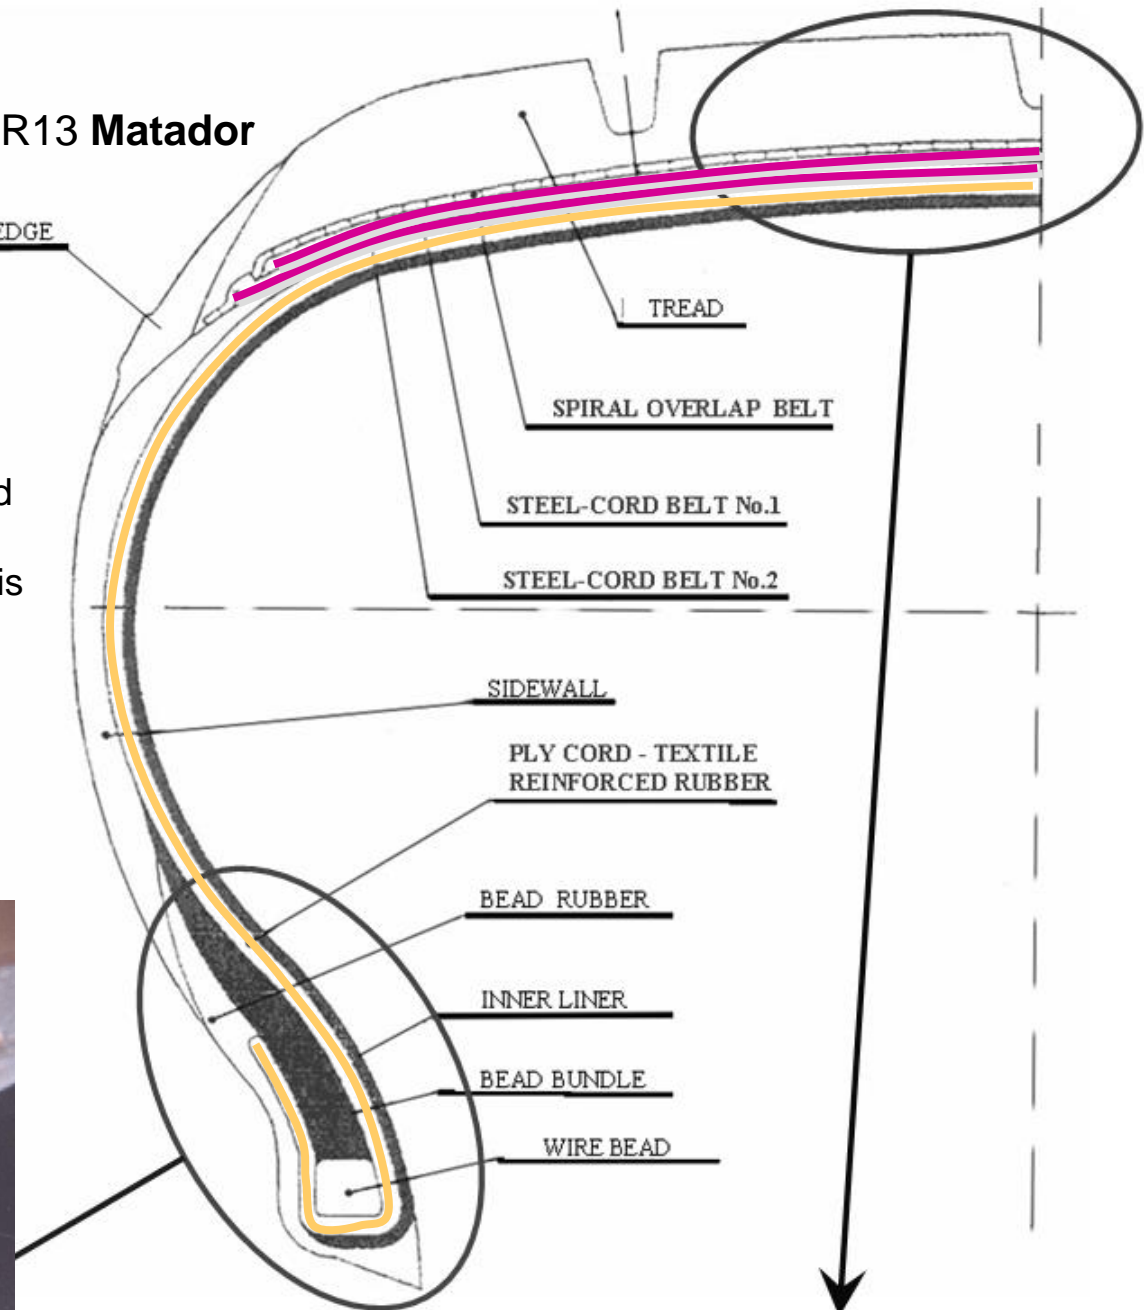 R13 Matador
EDGE
TREAD
SPIRAL OVERLAP BELT
d
STEEL-CORD BELT No.1
is
STEEL-CORD BELT No.2
SIDEWALL
PLY CORD - TEXTILE
REINFORCED RUBBER
BEAD RUBBER
INNER LINER
BEAD BUNDLE
WIRE BEAD